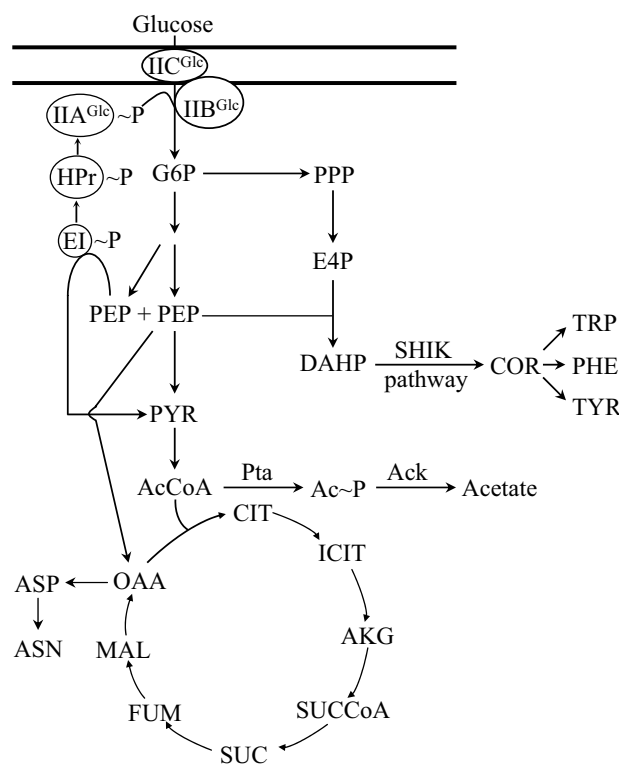 Glucose
IIC^Glc
IIA^Glc ~P IIB^Glc
HPr ~P G6P PPP
EI ~P E4P
PEP + PEP
TRP
DAHP SHIK pathway COR PHE
TYR
PYR
AcCoA Pta Ac~P Ack Acetate
CIT
ICIT
ASP OAA
AKG
ASN MAL
SUCCoA
FUM
SUC